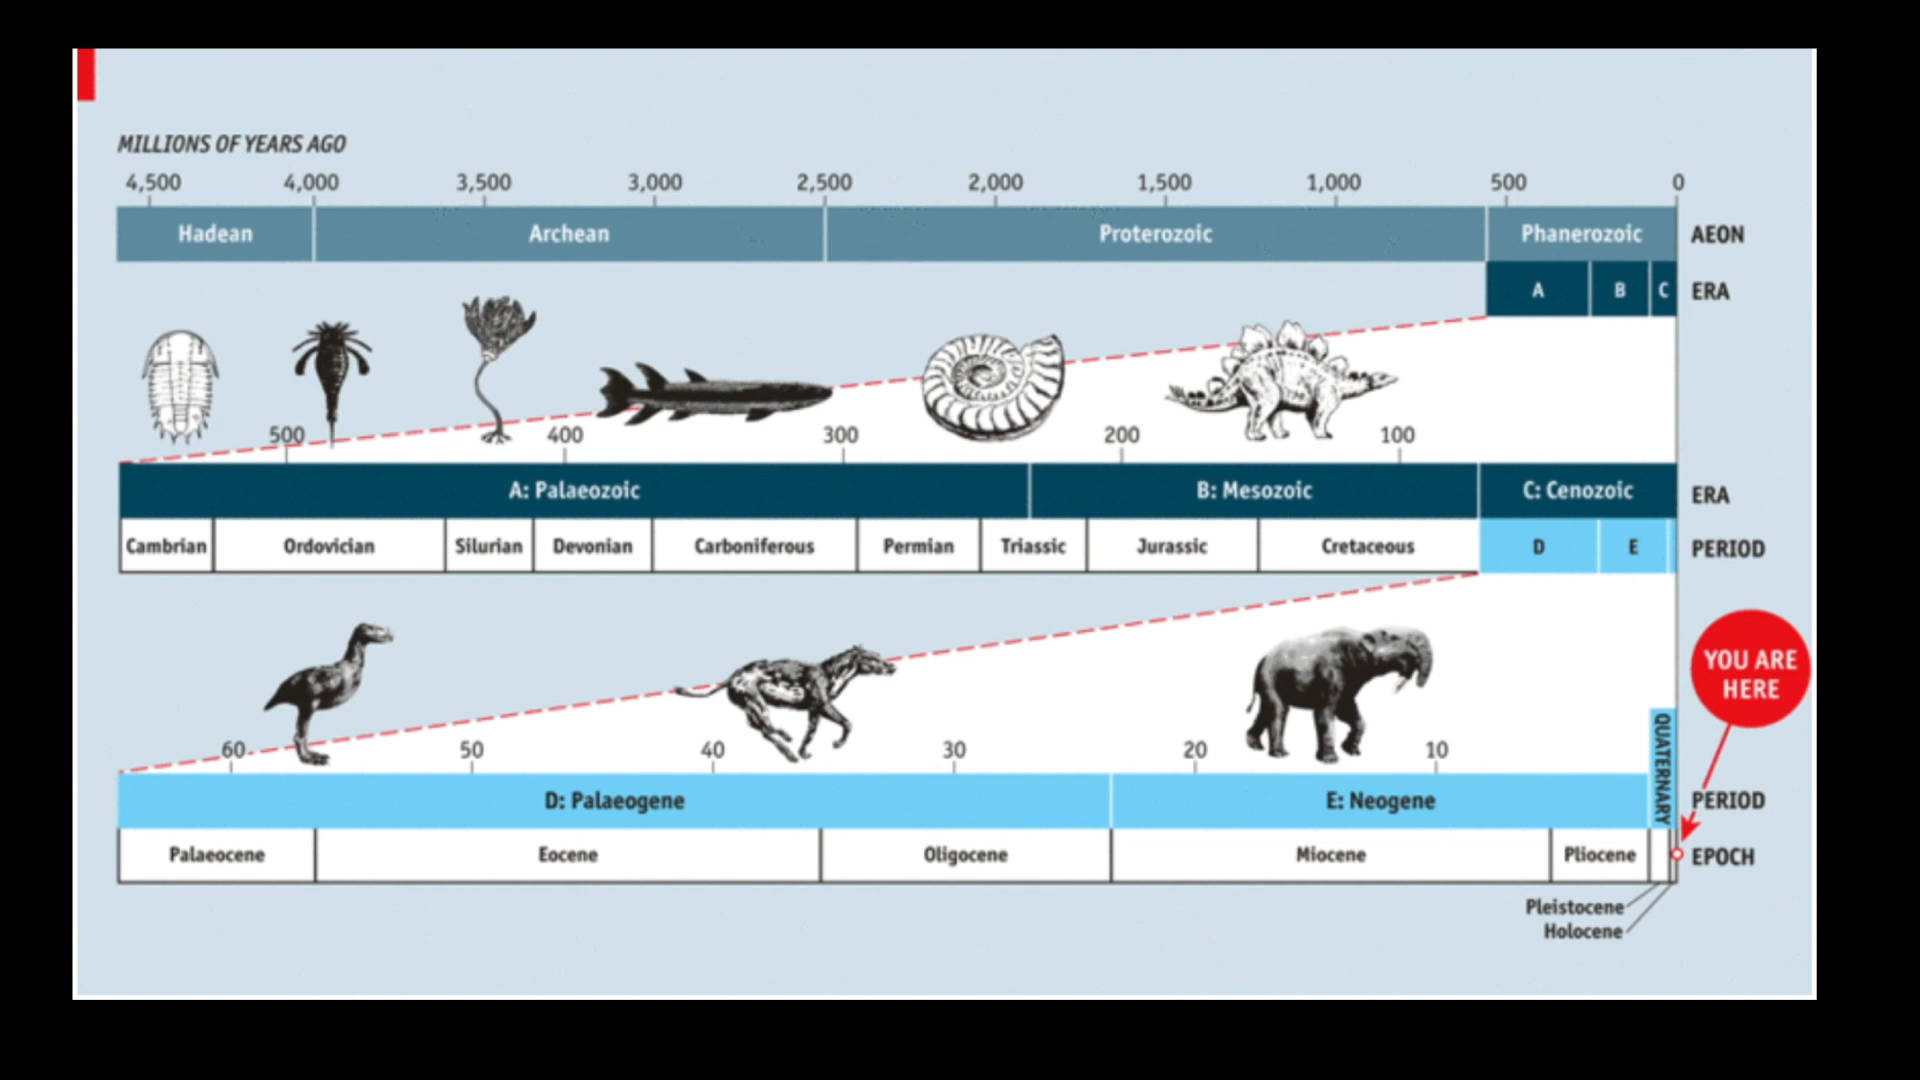 MILLIONS OF YEARS AGO
4,500 4,000 3,500 3,000 2,500 2,000 1,500 1,000 500 0
Hadean Archean Proterozoic Phanerozoic AEON
A B C ERA
500 400 300 200 100
A: Palaeozoic B: Mesozoic C: Cenozoic ERA
Cambrian Ordovician Silurian Devonian Carboniferous Permian Triassic Jurassic Cretaceous D E PERIOD
YOU ARE
HERE
60 50 40 30 20 10
QUATERNARY
D: Palaeogene E: Neogene PERIOD
Palaeocene Eocene Oligocene Miocene Pliocene EPOCH
Pleistocene
Holocene